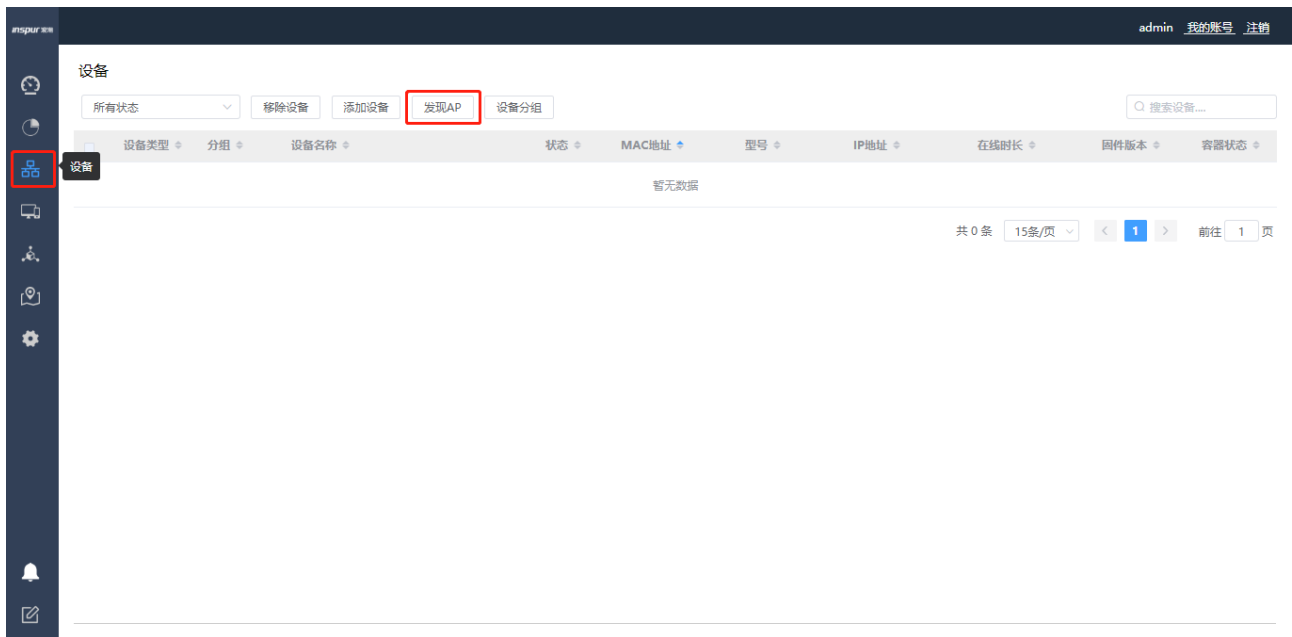 inspur 浪潮 admin 我的账号 注销
设备
所有状态 移除设备 添加设备 发现AP 设备分组 搜索设备....
设备类型 分组 设备名称 状态 MAC地址 型号 IP地址 在线时长 固件版本 容器状态
设备
暂无数据
共 0 条 15条/页 1 前往 1 页